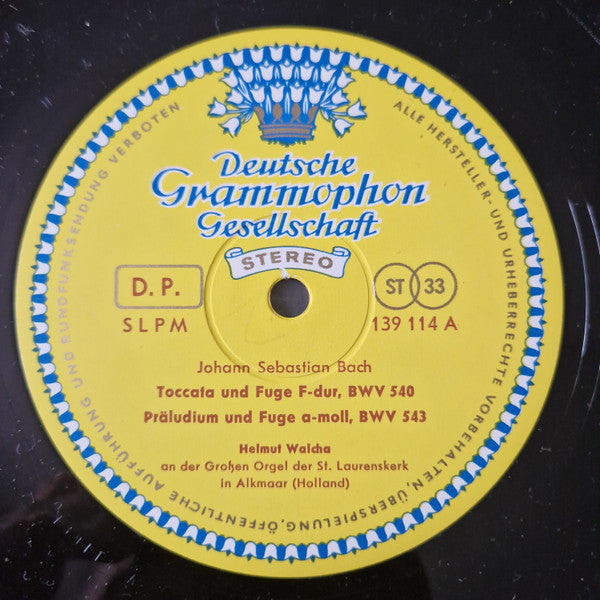 Deutsche
Grammophon
Gesellschaft
STEREO
D. P.
ST 33
SLPM
139 114 A
Johann Sebastian Bach
Toccata und Fuge F-dur, BWV 540
Präludium und Fuge a-moll, BWV 543
Helmut Walcha
an der Großen Orgel der St. Laurenskerk
in Alkmaar (Holland)
ALLE HERSTELLER- UND URHEBERRECHTE VORBEHALTEN, ÜBERSPIELUNG, ÖFFENTLICHE AUFFÜHRUNG UND RUNDFUNKSENDUNG VERBOTEN